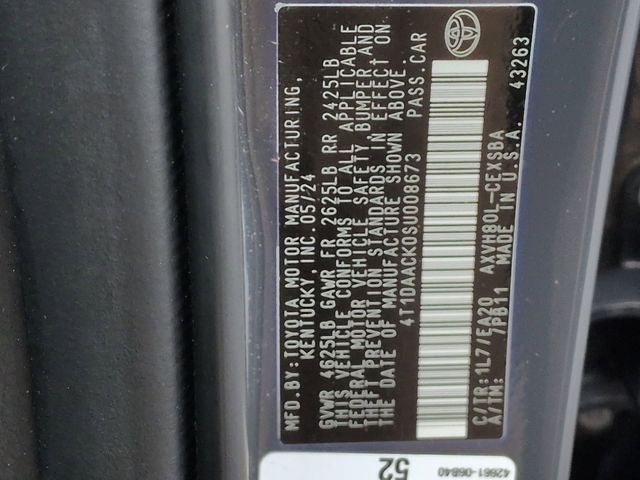 MFD.BY:TOYOTA MOTOR MANUFACTURING,
KENTUCKY, INC. 05/24
GVWR 4625LB GAWR FR 2625LB RR 2425LB
THIS VEHICLE CONFORMS TO ALL APPLICABLE
FEDERAL MOTOR VEHICLE SAFETY, BUMPER AND
THEFT PREVENTION STANDARDS IN EFFECT ON
THE DATE OF MANUFACTURE SHOWN ABOVE.
4T1DAACK0SU008673 PASS.CAR
C/TR:1L7/EA20 AXVH80L-CEXSBA
A/TM: 7PB11 MADE IN U.S.A. 43263
52
42661-06B40